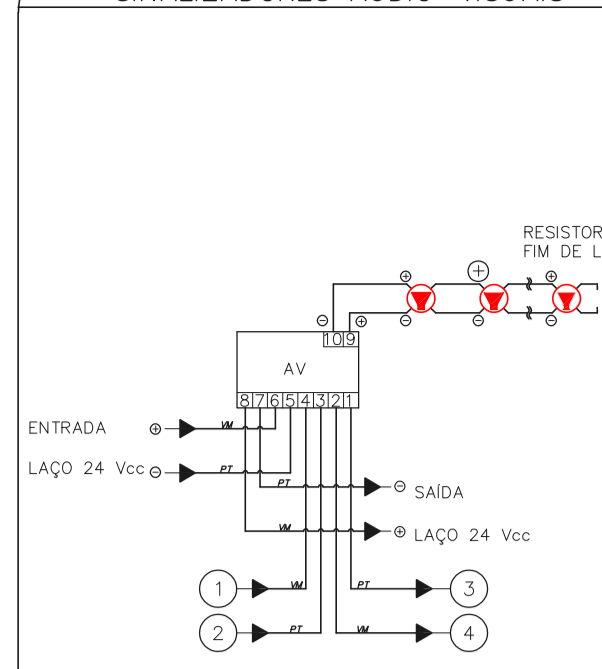 RESISTOR
FIM DE L
⊕ ⊕ ⊕
⊖ ⊖ ⊖
⊖ ⊕
10 9
AV
8 7 6 5 4 3 2 1
ENTRADA ⊕ VM
LAÇO 24 Vcc ⊖ PT
PT ⊖ SAÍDA
VM ⊕ LAÇO 24 Vcc
1 VM PT 3
2 PT VM 4